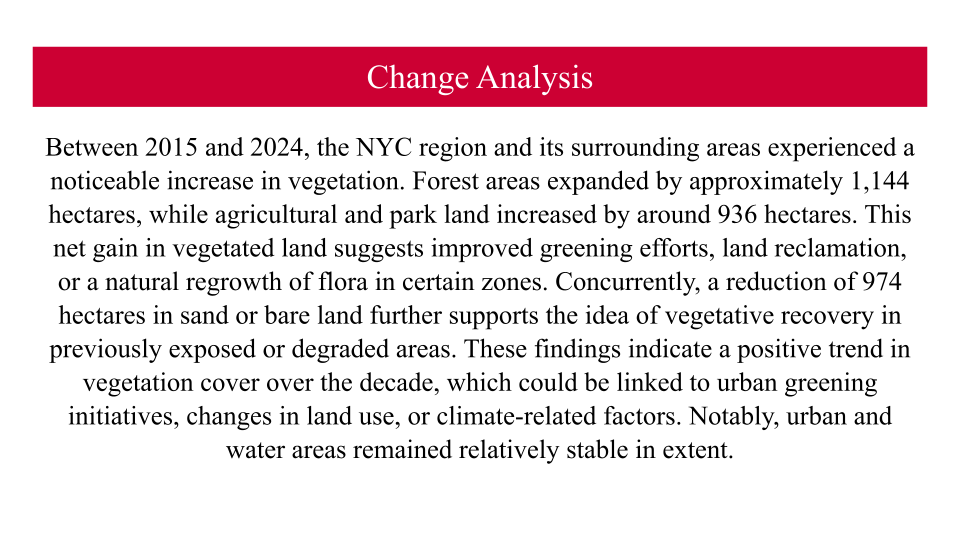 Change Analysis
Between 2015 and 2024, the NYC region and its surrounding areas experienced a
noticeable increase in vegetation. Forest areas expanded by approximately 1,144
hectares, while agricultural and park land increased by around 936 hectares. This
net gain in vegetated land suggests improved greening efforts, land reclamation,
or a natural regrowth of flora in certain zones. Concurrently, a reduction of 974
hectares in sand or bare land further supports the idea of vegetative recovery in
previously exposed or degraded areas. These findings indicate a positive trend in
vegetation cover over the decade, which could be linked to urban greening
initiatives, changes in land use, or climate-related factors. Notably, urban and
water areas remained relatively stable in extent.